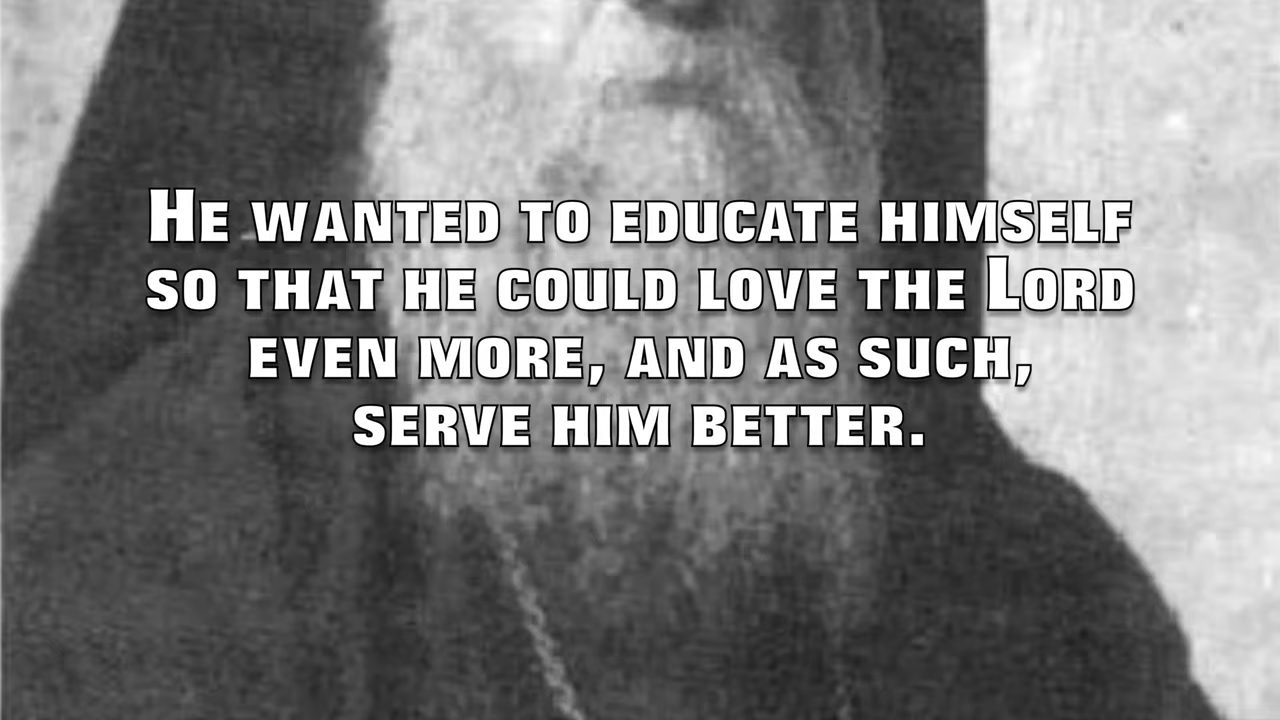 He wanted to educate himself
so that he could love the Lord
even more, and as such,
serve him better.